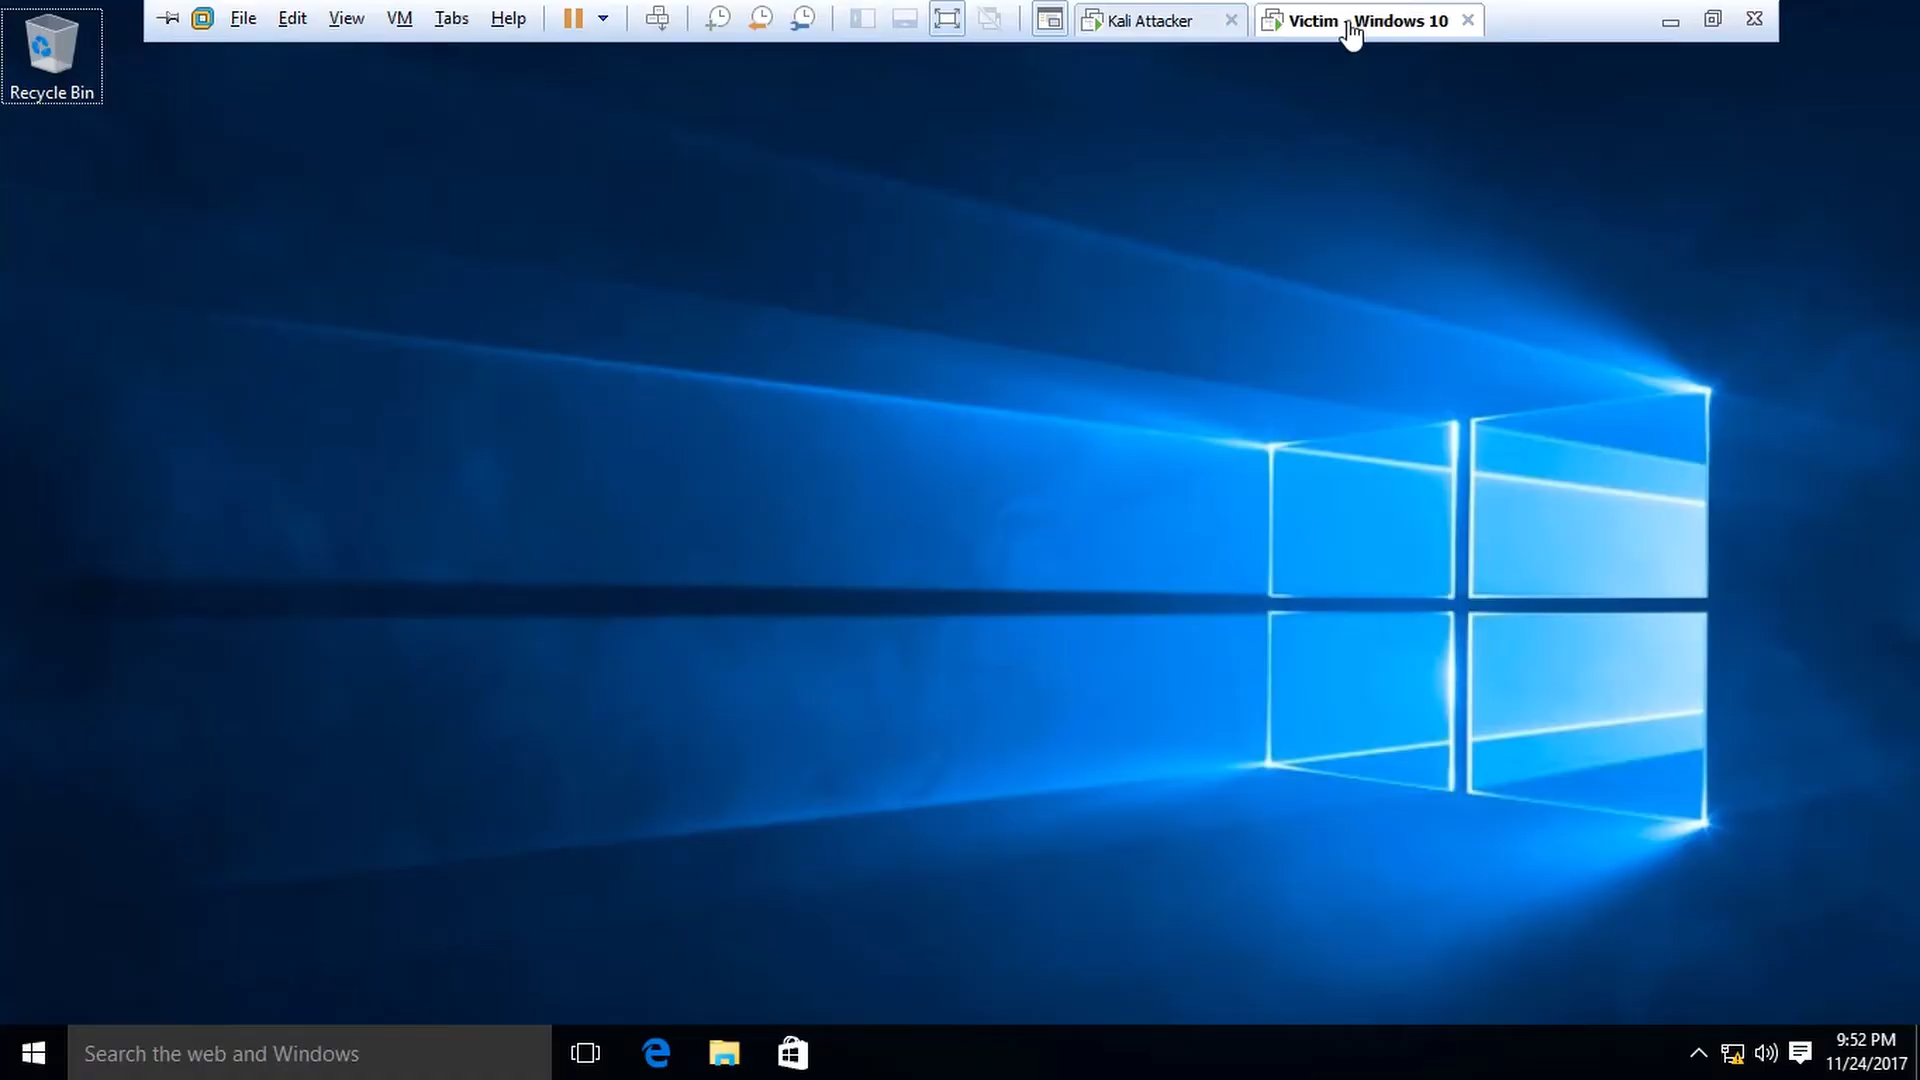 File Edit View VM Tabs Help Kali Attacker Victim - Windows 10
Recycle Bin
Search the web and Windows
9:52 PM
11/24/2017